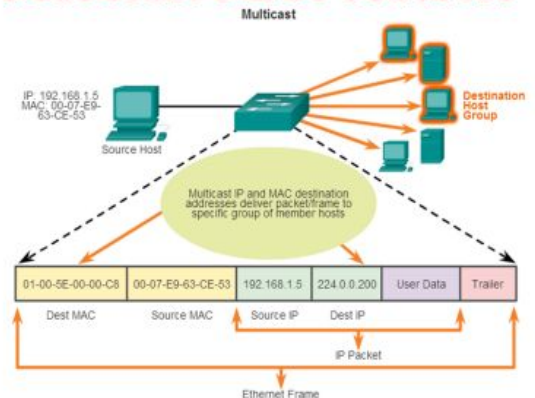 Multicast
IP: 192.168.1.5
MAC: 00-07-E9-
63-CE-53
Source Host
Destination
Host
Group
Multicast IP and MAC destination
addresses deliver packet/frame to
specific group of member hosts
01-00-5E-00-00-C8 00-07-E9-63-CE-53 192.168.1.5 224.0.0.200 User Data Trailer
Dest MAC Source MAC Source IP Dest IP
IP Packet
Ethernet Frame